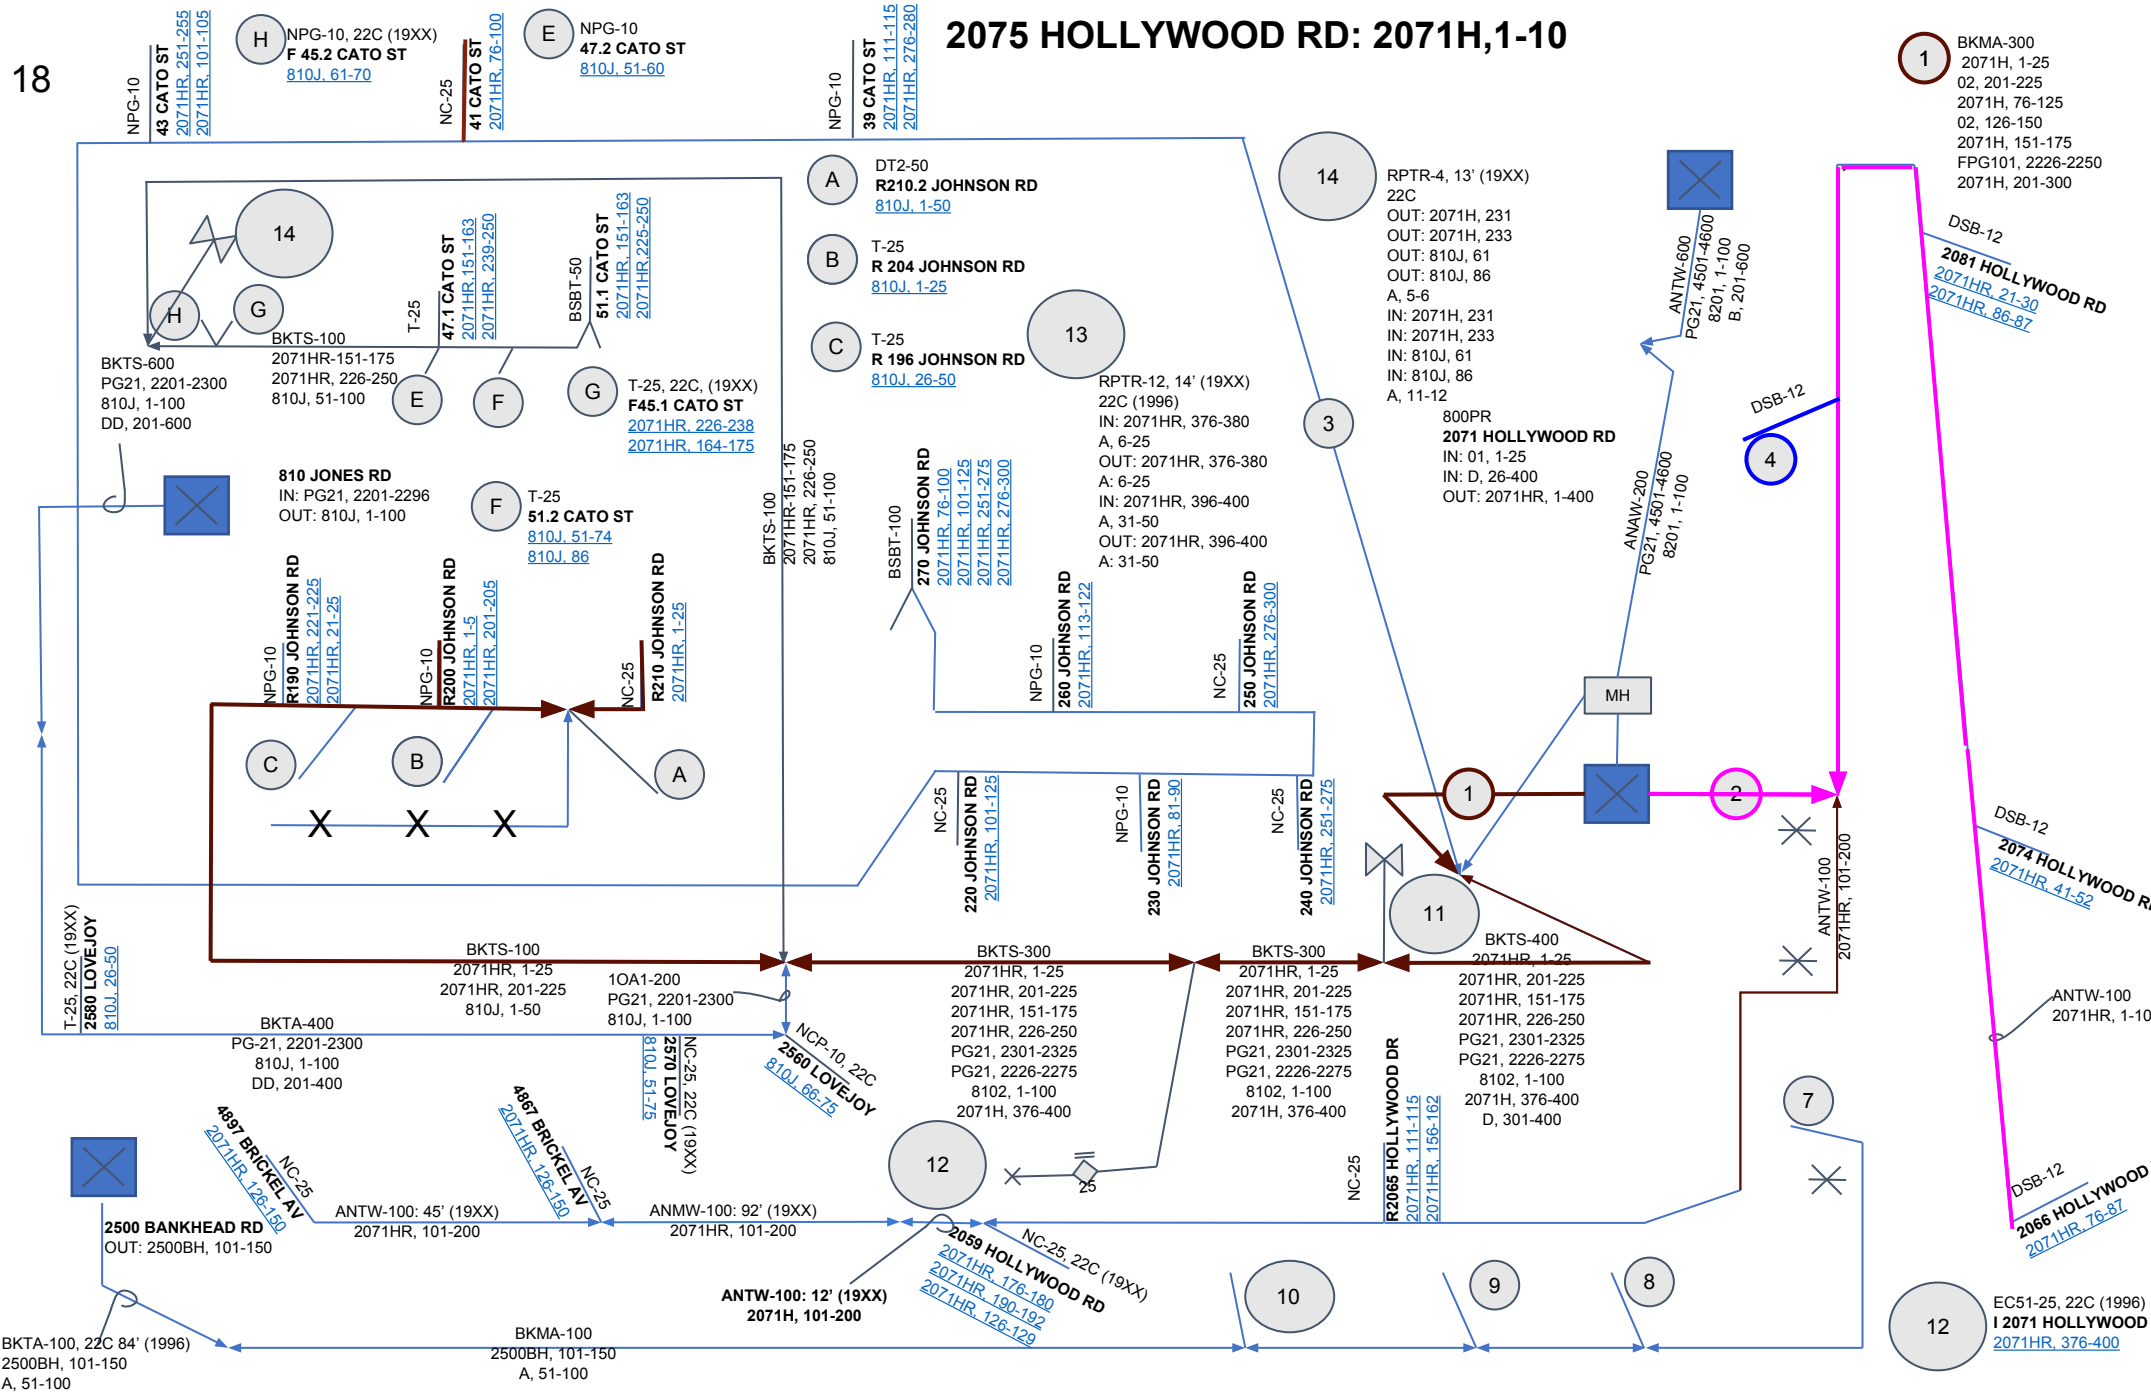 2075 HOLLYWOOD RD: 2071H,1-10
18
NPG-10
43 CATO ST
2071HR, 251-255
2071HR, 101-105
H
NPG-10, 22C (19XX)
F 45.2 CATO ST
810J, 61-70
NC-25
41 CATO ST
2071HR, 76-100
E
NPG-10
47.2 CATO ST
810J, 51-60
NPG-10
39 CATO ST
2071HR, 111-115
2071HR, 276-280
1
BKMA-300
2071H, 1-25
02, 201-225
2071H, 76-125
02, 126-150
2071H, 151-175
FPG101, 2226-2250
2071H, 201-300
14
H
G
BKTS-100
2071HR-151-175
2071HR, 226-250
810J, 51-100
T-25
47.1 CATO ST
2071HR,151-163
2071HR, 239-250
BSBT-50
51.1 CATO ST
2071HR, 151-163
2071HR,225-250
E
F
G
T-25, 22C, (19XX)
F45.1 CATO ST
2071HR, 226-238
2071HR, 164-175
A
DT2-50
R210.2 JOHNSON RD
810J, 1-50
B
T-25
R 204 JOHNSON RD
810J, 1-25
C
T-25
R 196 JOHNSON RD
810J, 26-50
13
RPTR-12, 14’ (19XX)
22C (1996)
IN: 2071HR, 376-380
A, 6-25
OUT: 2071HR, 376-380
A: 6-25
IN: 2071HR, 396-400
A, 31-50
OUT: 2071HR, 396-400
A: 31-50
14
RPTR-4, 13’ (19XX)
22C
OUT: 2071H, 231
OUT: 2071H, 233
OUT: 810J, 61
OUT: 810J, 86
A, 5-6
IN: 2071H, 231
IN: 2071H, 233
IN: 810J, 61
IN: 810J, 86
A, 11-12
3
800PR
2071 HOLLYWOOD RD
IN: 01, 1-25
IN: D, 26-400
OUT: 2071HR, 1-400
ANTW-600
PG21, 4501-4600
8201, 1-100
B, 201-600
ANAW-200
PG21, 4501-4600
8201, 1-100
DSB-12
4
DSB-12
2081 HOLLYWOOD RD
2071HR, 21-30
2071HR, 86-87
BKTS-600
PG21, 2201-2300
810J, 1-100
DD, 201-600
810 JONES RD
IN: PG21, 2201-2296
OUT: 810J, 1-100
F
T-25
51.2 CATO ST
810J, 51-74
810J, 86
BKTS-100
2071HR-151-175
2071HR, 226-250
810J, 51-100
BSBT-100
270 JOHNSON RD
2071HR, 76-100
2071HR, 101-125
2071HR, 251-275
2071HR, 276-300
NPG-10
R190 JOHNSON RD
2071HR, 221-225
2071HR, 21-25
NPG-10
R200 JOHNSON RD
2071HR, 1-5
2071HR, 201-205
NC-25
R210 JOHNSON RD
2071HR, 1-25
NPG-10
260 JOHNSON RD
2071HR, 113-122
NC-25
250 JOHNSON RD
2071HR, 276-300
MH
C
B
A
X
X
X
NC-25
220 JOHNSON RD
2071HR, 101-125
NPG-10
230 JOHNSON RD
2071HR, 81-90
NC-25
240 JOHNSON RD
2071HR, 251-275
1
2
11
DSB-12
2074 HOLLYWOOD R
2071HR, 41-52
ANTW-100
2071HR, 101-200
T-25, 22C (19XX)
2580 LOVEJOY
810J, 26-50
BKTS-100
2071HR, 1-25
2071HR, 201-225
810J, 1-50
1OA1-200
PG21, 2201-2300
810J, 1-100
BKTS-300
2071HR, 1-25
2071HR, 201-225
2071HR, 151-175
2071HR, 226-250
PG21, 2301-2325
PG21, 2226-2275
8102, 1-100
2071H, 376-400
BKTS-300
2071HR, 1-25
2071HR, 201-225
2071HR, 151-175
2071HR, 226-250
PG21, 2301-2325
PG21, 2226-2275
8102, 1-100
2071H, 376-400
BKTS-400
2071HR, 1-25
2071HR, 201-225
2071HR, 151-175
2071HR, 226-250
PG21, 2301-2325
PG21, 2226-2275
8102, 1-100
2071H, 376-400
D, 301-400
ANTW-100
2071HR, 1-10
BKTA-400
PG-21, 2201-2300
810J, 1-100
DD, 201-400
NC-25, 22C (19XX)
2570 LOVEJOY
810J, 51-75
NCP-10, 22C
2560 LOVEJOY
810J, 66-75
NC-25
R2065 HOLLYWOOD DR
2071HR, 111-115
2071HR, 156-162
7
NC-25
4897 BRICKEL AV
2071HR, 126-150
NC-25
4867 BRICKEL AV
2071HR, 126-150
12
25
2500 BANKHEAD RD
OUT: 2500BH, 101-150
ANTW-100: 45’ (19XX)
2071HR, 101-200
ANMW-100: 92’ (19XX)
2071HR, 101-200
NC-25, 22C (19XX)
2059 HOLLYWOOD RD
2071HR, 176-180
2071HR, 190-192
2071HR, 126-129
DSB-12
2066 HOLLYWOOD
2071HR, 76-87
ANTW-100: 12’ (19XX)
2071H, 101-200
10
9
8
12
EC51-25, 22C (1996)
I 2071 HOLLYWOOD
2071HR, 376-400
BKTA-100, 22C 84’ (1996)
2500BH, 101-150
A, 51-100
BKMA-100
2500BH, 101-150
A, 51-100